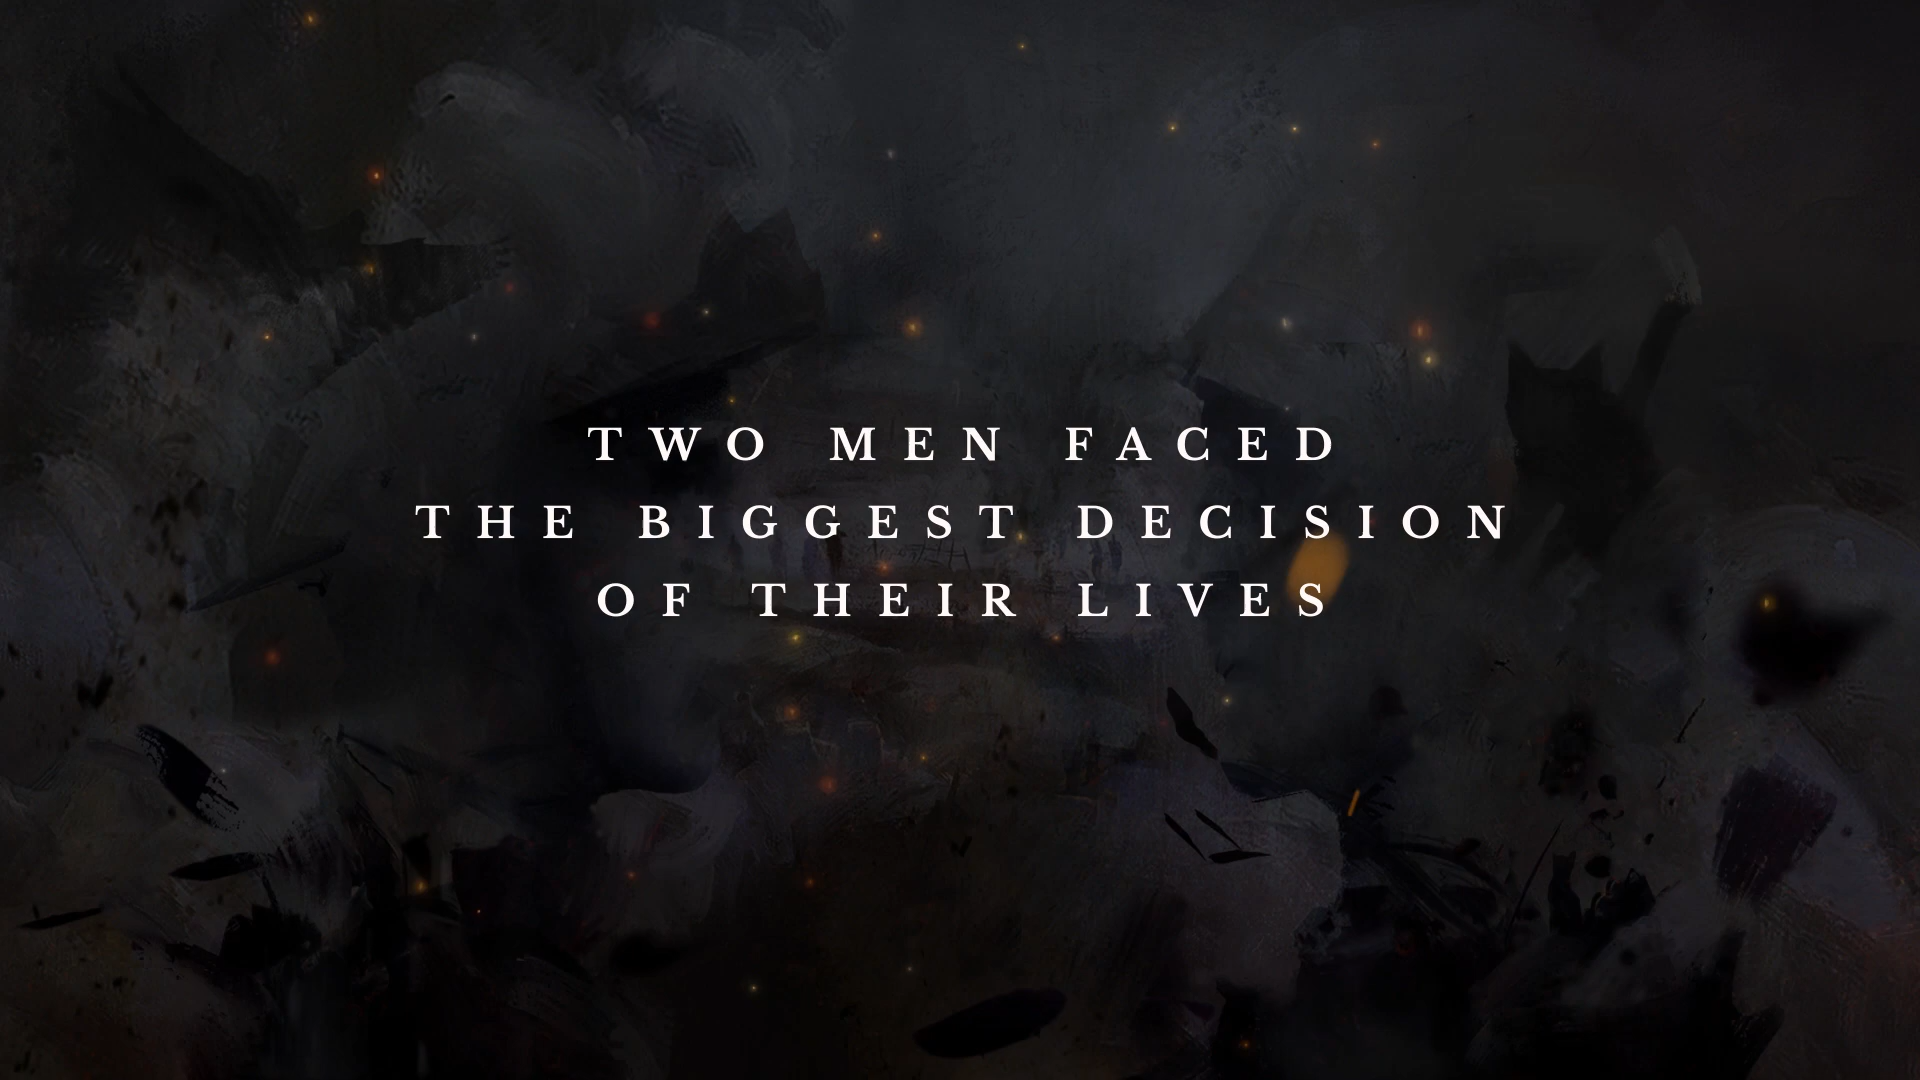 TWO MEN FACED
THE BIGGEST DECISION
OF THEIR LIVES